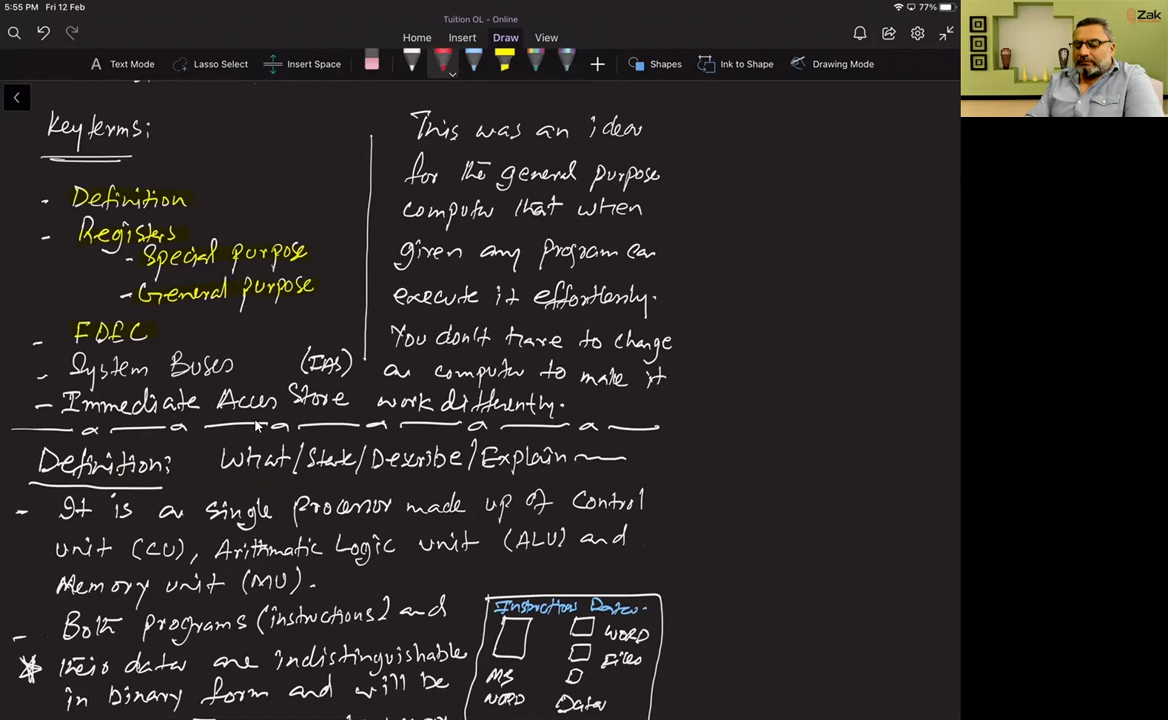 5:55 PM Fri 12 Feb
77%
Tuition OL - Online
Home Insert Draw View
Text Mode Lasso Select Insert Space Shapes Ink to Shape Drawing Mode
Zak
Key terms:
- Definition
- Registers
- Special purpose
- General purpose
- FDEC
- System Buses (IAS)
- Immediate Acces Store
This was an idea
for the general purpose
computer that when
given any program can
execute it effortlessly.
You don't have to change
a computer to make it
work differently.
Definition: What/State/Describe/Explain
- It is a single processor made up of Control
unit (CU), Arithmatic Logic unit (ALU) and
Memory unit (MU).
- Both programs (instructions) and
their data are indistinguishable
in binary form and will be
Instruction Data.
WORD
Files
MS
WORD
Data